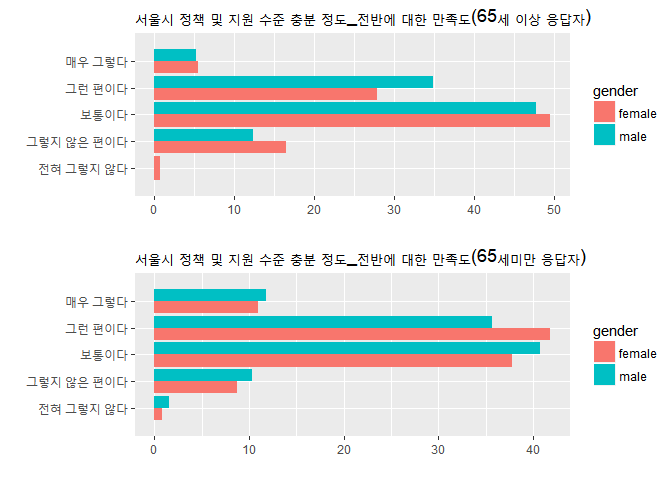 서울시 정책 및 지원 수준 충분 정도_전반에 대한 만족도(65세 이상 응답자)
매우 그렇다
그런 편이다
보통이다
그렇지 않은 편이다
전혀 그렇지 않다
0 10 20 30 40 50
gender
female
male
서울시 정책 및 지원 수준 충분 정도_전반에 대한 만족도(65세미만 응답자)
매우 그렇다
그런 편이다
보통이다
그렇지 않은 편이다
전혀 그렇지 않다
0 10 20 30 40
gender
female
male